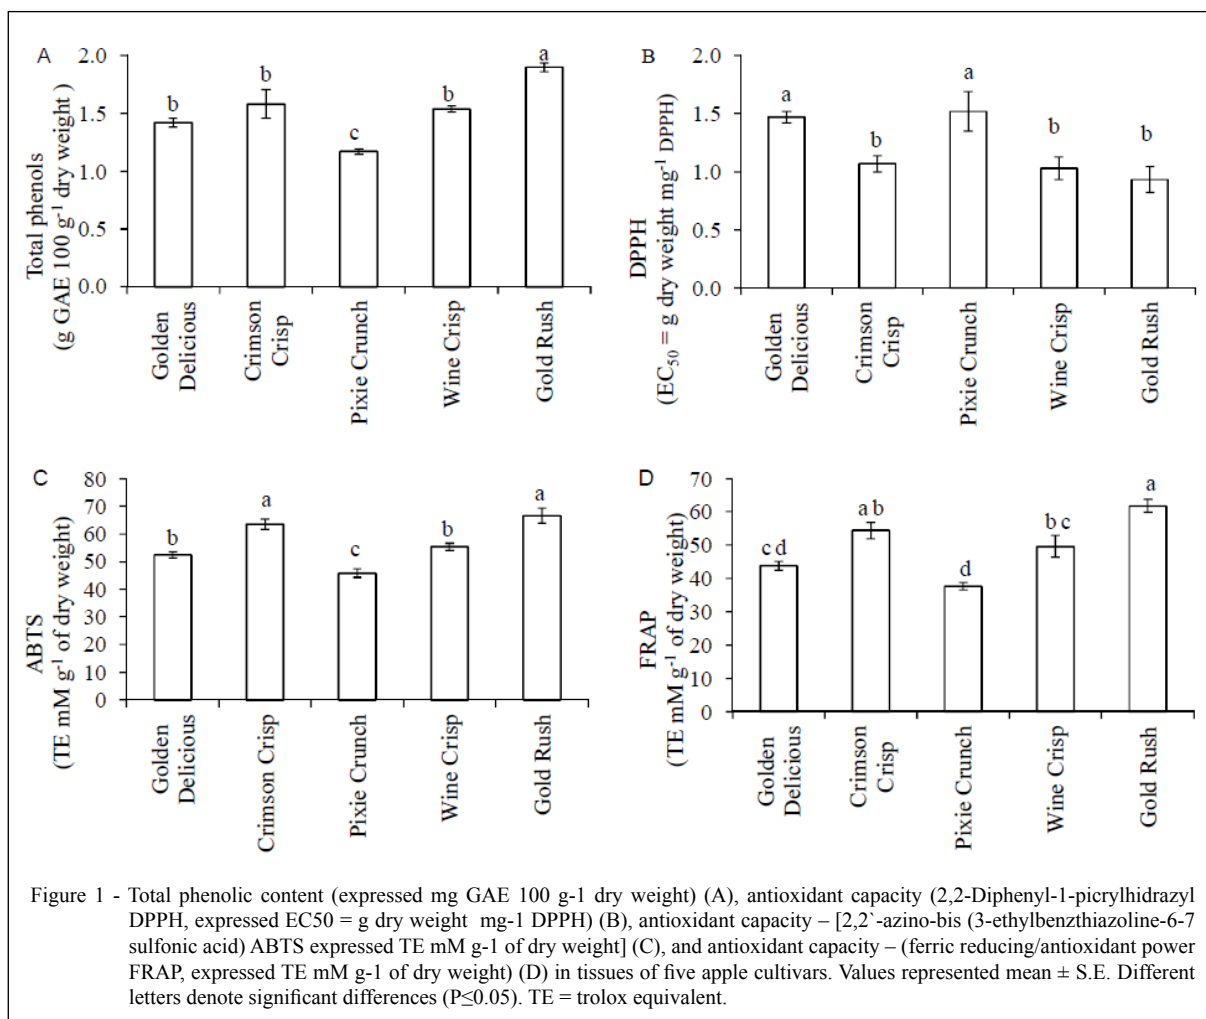 A
2.0
1.5
1.0
0.5
0.0
Total phenols
(g GAE 100 g-1 dry weight )
b
b
c
b
a
Golden
Delicious
Crimson
Crisp
Pixie Crunch
Wine Crisp
Gold Rush
B
2.0
1.5
1.0
0.5
0.0
DPPH
(EC50 = g dry weight mg-1 DPPH)
a
b
a
b
b
Golden
Delicious
Crimson
Crisp
Pixie Crunch
Wine Crisp
Gold Rush
C
80
70
60
50
40
30
20
10
0
ABTS
(TE mM g-1 of dry weight)
b
a
c
b
a
Golden
Delicious
Crimson Crisp
Pixie Crunch
Wine Crisp
Gold Rush
D
70
60
50
40
30
20
10
0
FRAP
(TE mM g-1 of dry weight)
c d
a b
d
b c
a
Golden
Delicious
Crimson
Crisp
Pixie Crunch
Wine Crisp
Gold Rush
Figure 1 - Total phenolic content (expressed mg GAE 100 g-1 dry weight) (A), antioxidant capacity (2,2-Diphenyl-1-picrylhidrazyl
DPPH, expressed EC50 = g dry weight mg-1 DPPH) (B), antioxidant capacity – [2,2`-azino-bis (3-ethylbenzthiazoline-6-7
sulfonic acid) ABTS expressed TE mM g-1 of dry weight] (C), and antioxidant capacity – (ferric reducing/antioxidant power
FRAP, expressed TE mM g-1 of dry weight) (D) in tissues of five apple cultivars. Values represented mean ± S.E. Different
letters denote significant differences (P≤0.05). TE = trolox equivalent.